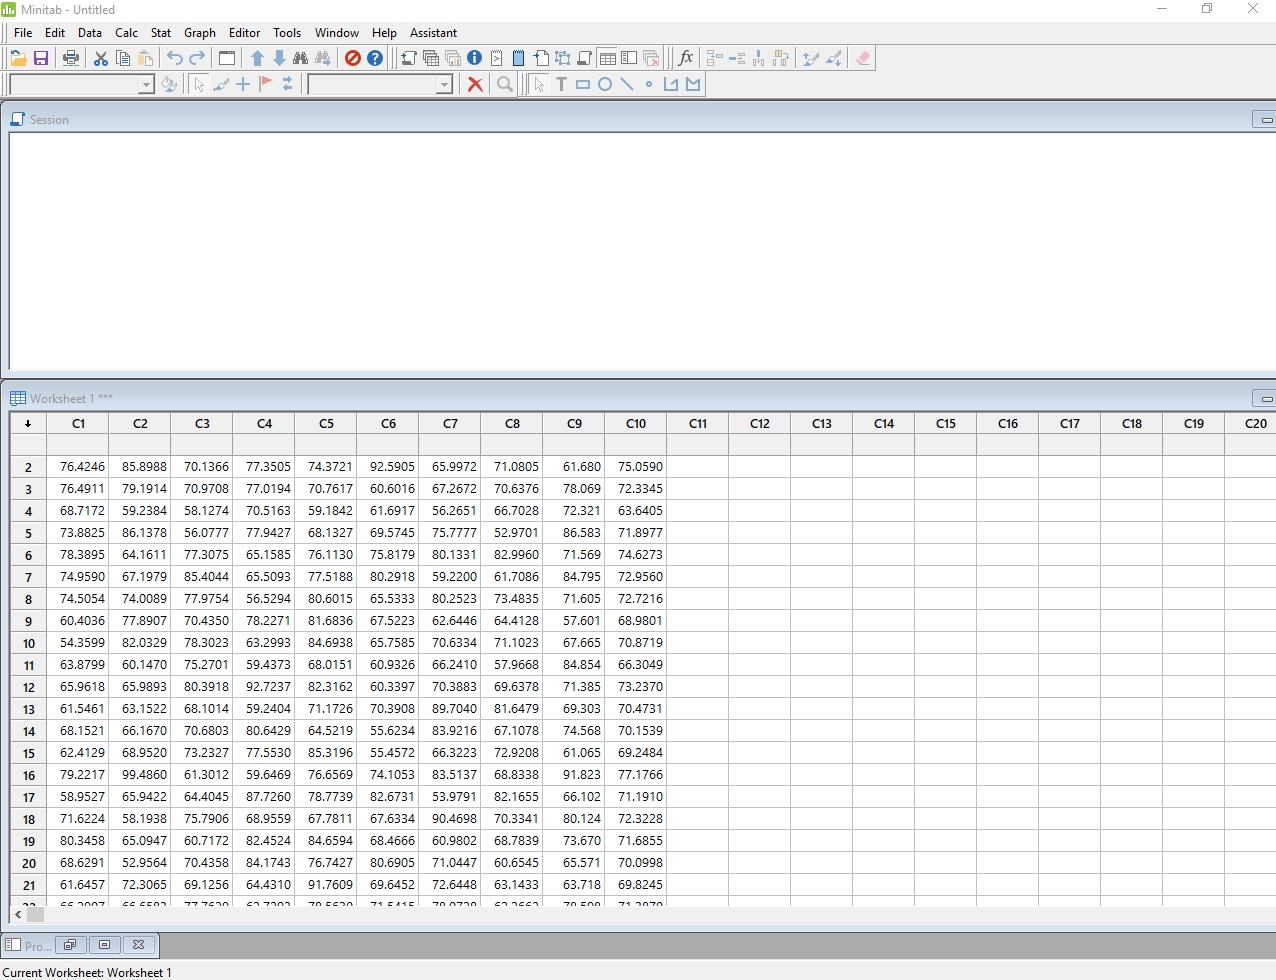 Minitab - Untitled
File Edit Data Calc Stat Graph Editor Tools Window Help Assistant
Session
Worksheet 1 ***
C1 C2 C3 C4 C5 C6 C7 C8 C9 C10 C11 C12 C13 C14 C15 C16 C17 C18 C19 C20
2 76.4246 85.8988 70.1366 77.3505 74.3721 92.5905 65.9972 71.0805 61.680 75.0590
3 76.4911 79.1914 70.9708 77.0194 70.7617 60.6016 67.2672 70.6376 78.069 72.3345
4 68.7172 59.2384 58.1274 70.5163 59.1842 61.6917 56.2651 66.7028 72.321 63.6405
5 73.8825 86.1378 56.0777 77.9427 68.1327 69.5745 75.7777 52.9701 86.583 71.8977
6 78.3895 64.1611 77.3075 65.1585 76.1130 75.8179 80.1331 82.9960 71.569 74.6273
7 74.9590 67.1979 85.4044 65.5093 77.5188 80.2918 59.2200 61.7086 84.795 72.9560
8 74.5054 74.0089 77.9754 56.5294 80.6015 65.5333 80.2523 73.4835 71.605 72.7216
9 60.4036 77.8907 70.4350 78.2271 81.6836 67.5223 62.6446 64.4128 57.601 68.9801
10 54.3599 82.0329 78.3023 63.2993 84.6938 65.7585 70.6334 71.1023 67.665 70.8719
11 63.8799 60.1470 75.2701 59.4373 68.0151 60.9326 66.2410 57.9668 84.854 66.3049
12 65.9618 65.9893 80.3918 92.7237 82.3162 60.3397 70.3883 69.6378 71.385 73.2370
13 61.5461 63.1522 68.1014 59.2404 71.1726 70.3908 89.7040 81.6479 69.303 70.4731
14 68.1521 66.1670 70.6803 80.6429 64.5219 55.6234 83.9216 67.1078 74.568 70.1539
15 62.4129 68.9520 73.2327 77.5530 85.3196 55.4572 66.3223 72.9208 61.065 69.2484
16 79.2217 99.4860 61.3012 59.6469 76.6569 74.1053 83.5137 68.8338 91.823 77.1766
17 58.9527 65.9422 64.4045 87.7260 78.7739 82.6731 53.9791 82.1655 66.102 71.1910
18 71.6224 58.1938 75.7906 68.9559 67.7811 67.6334 90.4698 70.3341 80.124 72.3228
19 80.3458 65.0947 60.7172 82.4524 84.6594 68.4666 60.9802 68.7839 73.670 71.6855
20 68.6291 52.9564 70.4358 84.1743 76.7427 80.6905 71.0447 60.6545 65.571 70.0998
21 61.6457 72.3065 69.1256 64.4310 91.7609 69.6452 72.6448 63.1433 63.718 69.8245
Pro...
Current Worksheet: Worksheet 1